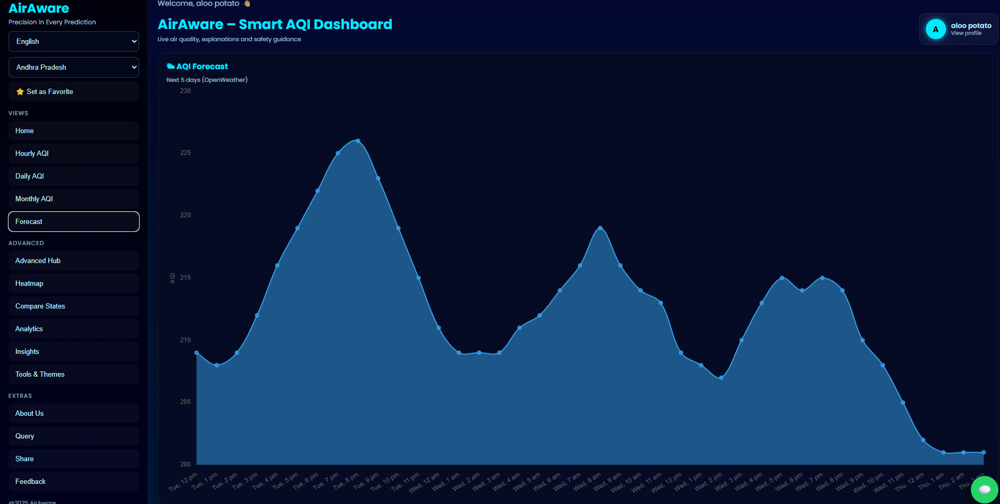 AirAware
Precision in Every Prediction
English
Andhra Pradesh
Set as Favorite
VIEWS
Home
Hourly AQI
Daily AQI
Monthly AQI
Forecast
ADVANCED
Advanced Hub
Heatmap
Compare States
Analytics
Insights
Tools & Themes
EXTRAS
About Us
Query
Share
Feedback
@2025 AirAware
Welcome, aloo potato
AirAware – Smart AQI Dashboard
Live air quality, explanations and safety guidance
A
aloo potato
View profile
AQI Forecast
Next 5 days (OpenWeather)
AQI
230
225
220
215
210
205
200
Tue, 12 pm
Tue, 1 pm
Tue, 2 pm
Tue, 3 pm
Tue, 4 pm
Tue, 5 pm
Tue, 6 pm
Tue, 7 pm
Tue, 8 pm
Tue, 9 pm
Tue, 10 pm
Tue, 11 pm
Wed, 12 am
Wed, 1 am
Wed, 2 am
Wed, 3 am
Wed, 4 am
Wed, 5 am
Wed, 6 am
Wed, 7 am
Wed, 8 am
Wed, 9 am
Wed, 10 am
Wed, 11 am
Wed, 12 pm
Wed, 1 pm
Wed, 2 pm
Wed, 3 pm
Wed, 4 pm
Wed, 5 pm
Wed, 6 pm
Wed, 7 pm
Wed, 8 pm
Wed, 9 pm
Wed, 10 pm
Wed, 11 pm
Thu, 12 am
Thu, 1 am
Thu, 2 am
Thu, 3 am